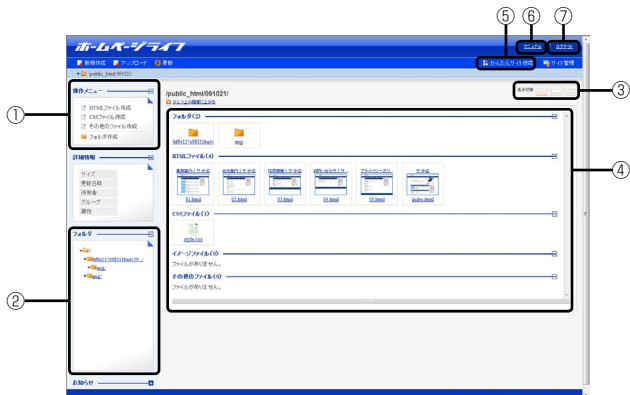 ⑤ ⑥ ⑦
ホームページライフ
マニュアル ログアウト
新規作成 アップロード 更新 かんたんサイト作成 サイト管理
/public_html/091021/
操作メニュー
HTMLファイル作成
CSSファイル作成
その他のファイル作成
フォルダ作成
①
詳細情報
サイズ
更新日時
所有者
グループ
属性
フォルダ
/
img/
img/
②
お知らせ
/public_html/091021/
ひとつ上の階層に上がる
表示切替
③
フォルダ(2)
img
HTMLファイル(6)
01.html 02.html 03.html 04.html 05.html index.html
CSSファイル(1)
style.css
イメージファイル(0)
ファイルがありません。
その他のファイル(0)
ファイルがありません。
④